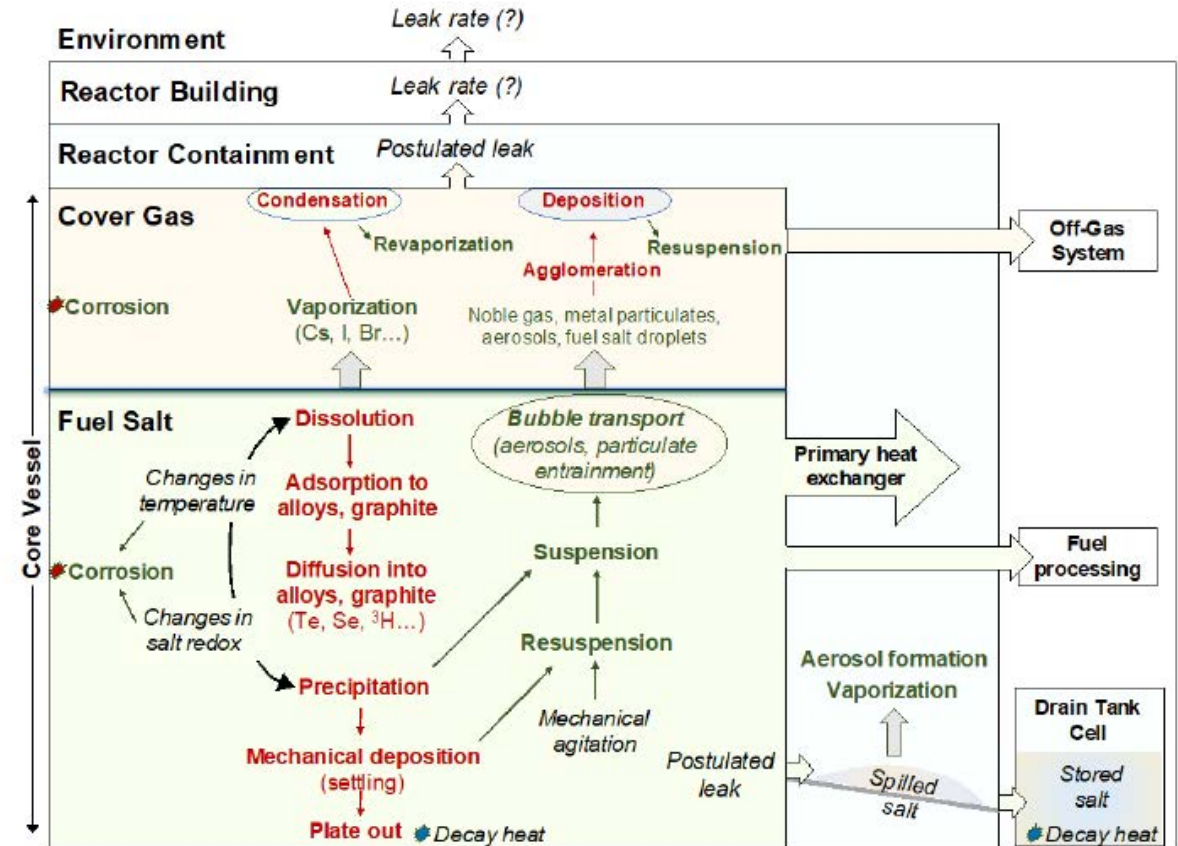 Leak rate (?)
Environment
Reactor Building
Leak rate (?)
Reactor Containment
Postulated leak
Cover Gas
Condensation
Revaporization
Deposition
Resuspension
Agglomeration
Corrosion
Vaporization
(Cs, I, Br...)
Noble gas, metal particulates,
aerosols, fuel salt droplets
Off-Gas
System
Core Vessel
Fuel Salt
Dissolution
Changes in
temperature
Adsorption to
alloys, graphite
Corrosion
Diffusion into
alloys, graphite
(Te, Se, ³H...)
Changes in
salt redox
Precipitation
Mechanical deposition
(settling)
Plate out
Decay heat
Bubble transport
(aerosols, particulate
entrainment)
Suspension
Resuspension
Mechanical
agitation
Primary heat
exchanger
Fuel
processing
Aerosol formation
Vaporization
Postulated
leak
Spilled
salt
Drain Tank
Cell
Stored
salt
Decay heat